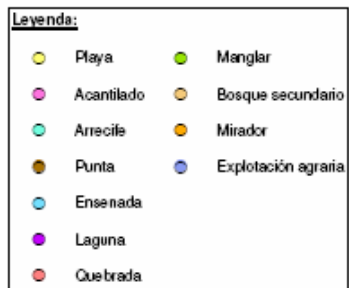 Leyenda:
Playa
Acantilado
Arrecife
Punta
Ensenada
Laguna
Quebrada
Manglar
Bosque secundario
Mirador
Explotación agraria